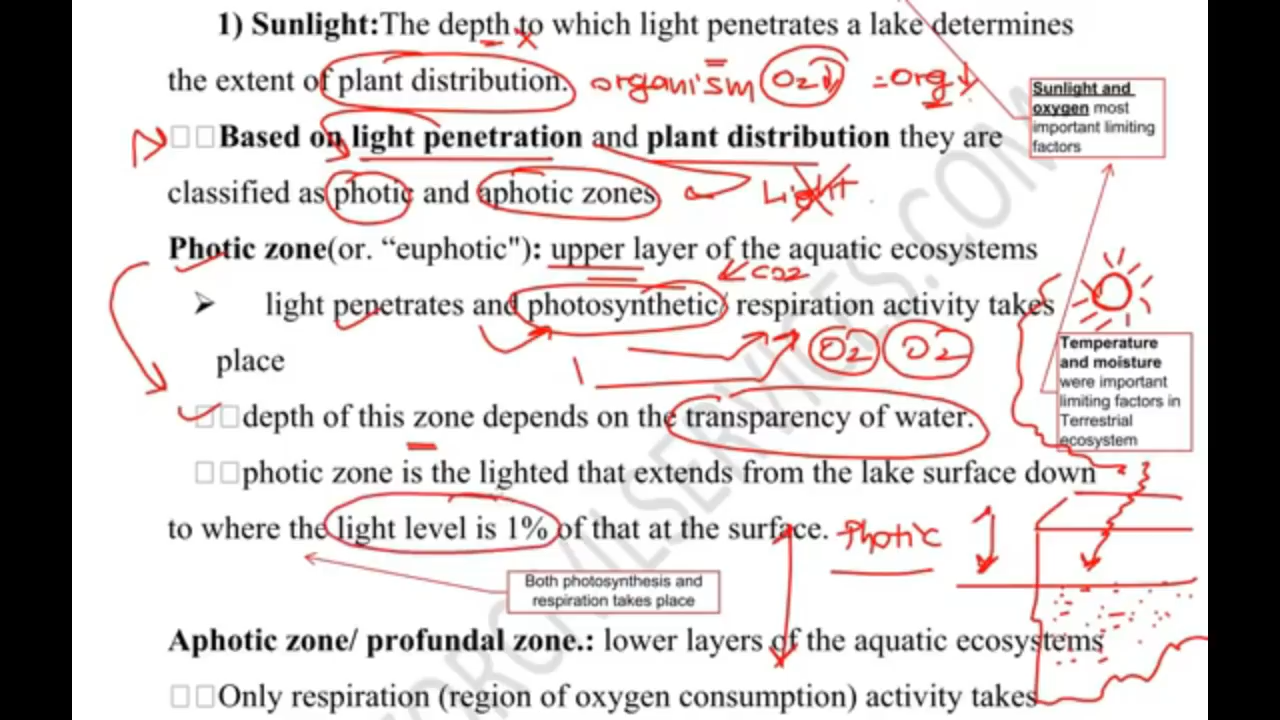 1) Sunlight:The depth to which light penetrates a lake determines
the extent of plant distribution. organism O2↓ = org↓
Based on light penetration and plant distribution they are
classified as photic and aphotic zones Light
Photic zone(or. “euphotic"): upper layer of the aquatic ecosystems
CO2
➢ light penetrates and photosynthetic respiration activity takes
place O2 O2
depth of this zone depends on the transparency of water.
photic zone is the lighted that extends from the lake surface down
to where the light level is 1% of that at the surface. Photic
Both photosynthesis and
respiration takes place
Aphotic zone/ profundal zone.: lower layers of the aquatic ecosystems
Only respiration (region of oxygen consumption) activity takes
Sunlight and
oxygen most
important limiting
factors
Temperature
and moisture
were important
limiting factors in
Terrestrial
ecosystem